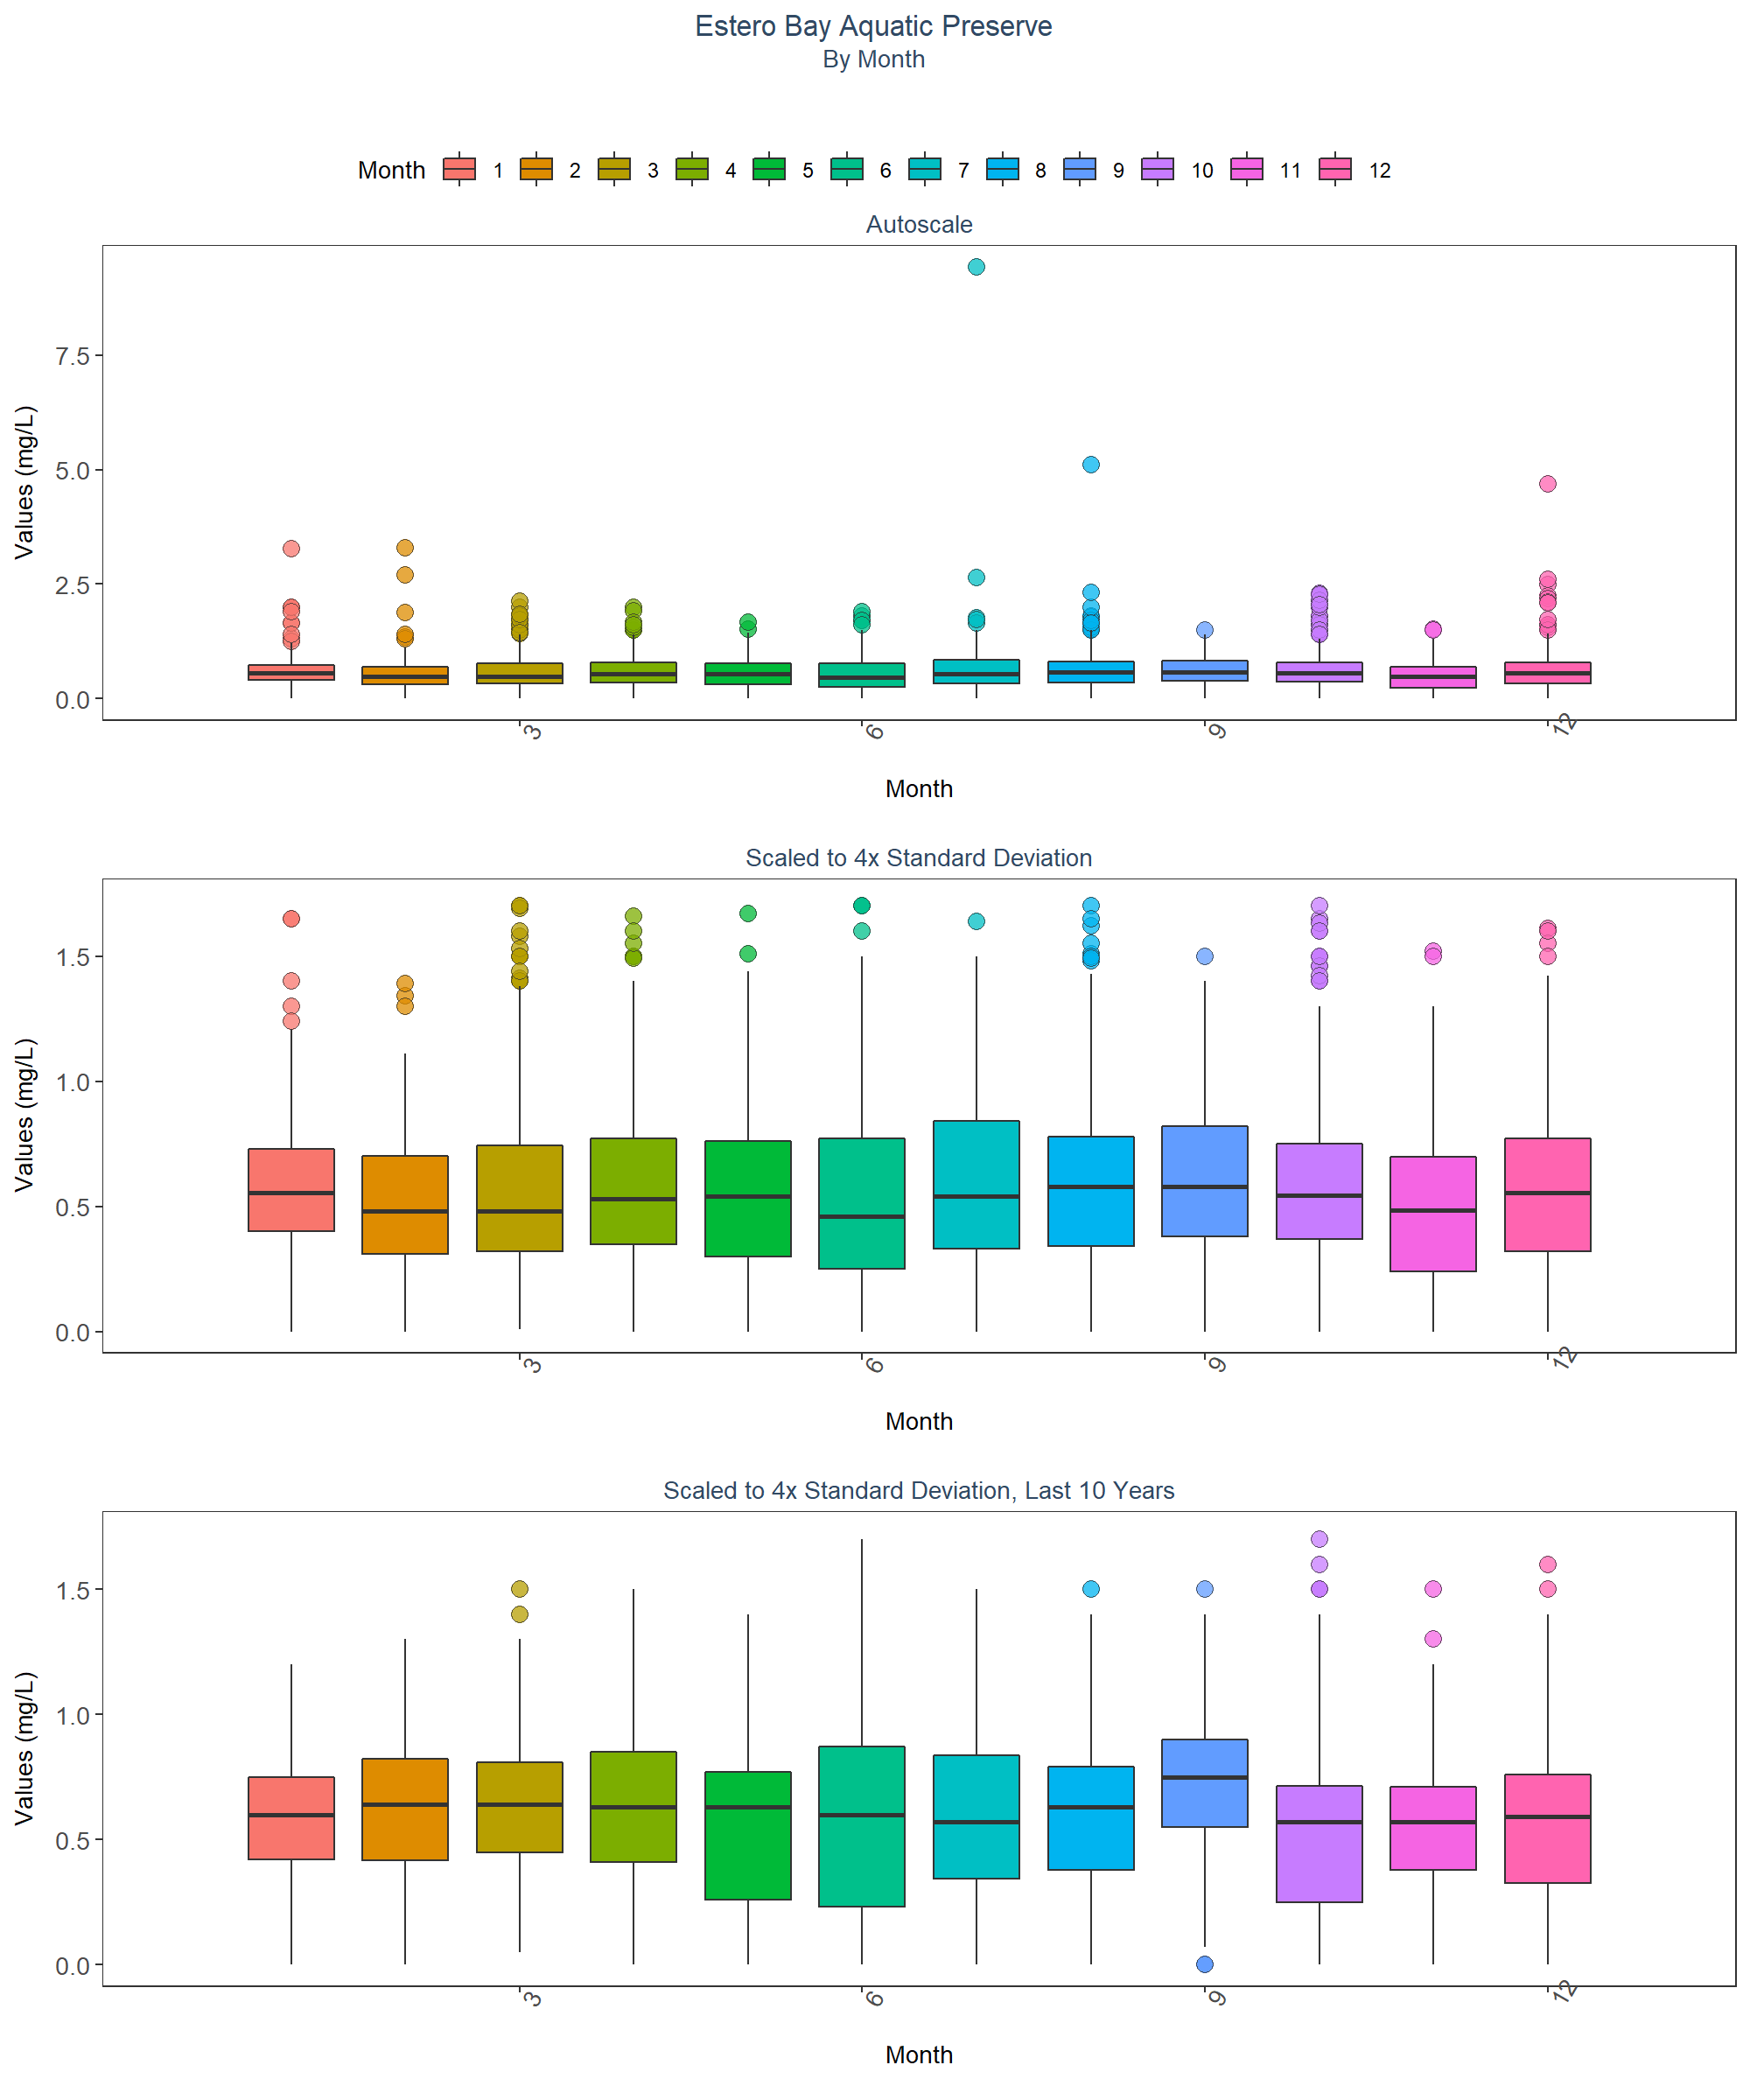 Estero Bay Aquatic Preserve
By Month
Month 1 2 3 4 5 6 7 8 9 10 11 12
Autoscale
Values (mg/L)
7.5
5.0
2.5
0.0
3 6 9 12
Month
Scaled to 4x Standard Deviation
Values (mg/L)
1.5
1.0
0.5
0.0
3 6 9 12
Month
Scaled to 4x Standard Deviation, Last 10 Years
Values (mg/L)
1.5
1.0
0.5
0.0
3 6 9 12
Month